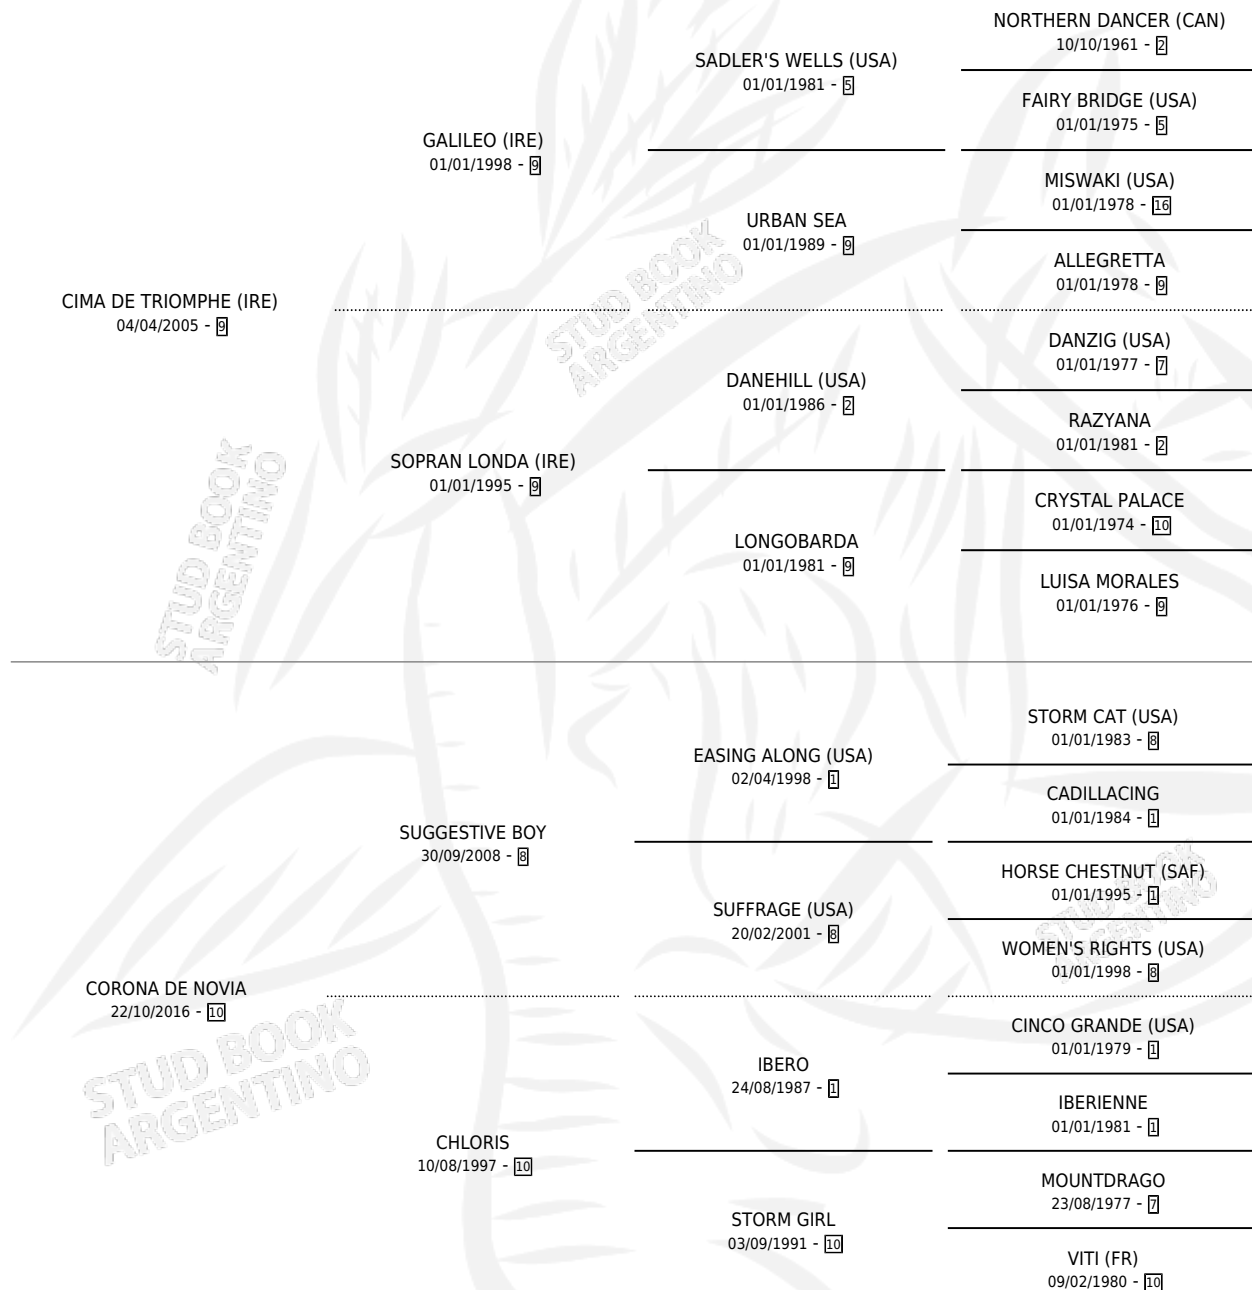 NORTHERN DANCER (CAN)
10/10/1961 - 2
SADLER'S WELLS (USA)
01/01/1981 - 5
FAIRY BRIDGE (USA)
01/01/1975 - 5
GALILEO (IRE)
01/01/1998 - 9
MISWAKI (USA)
01/01/1978 - 16
URBAN SEA
01/01/1989 - 9
ALLEGRETTA
01/01/1978 - 9
CIMA DE TRIOMPHE (IRE)
04/04/2005 - 9
STUD BOOK
ARGENTINO
DANZIG (USA)
01/01/1977 - 7
DANEHILL (USA)
01/01/1986 - 2
RAZYANA
01/01/1981 - 2
SOPRAN LONDA (IRE)
01/01/1995 - 9
CRYSTAL PALACE
01/01/1974 - 10
LONGOBARDA
01/01/1981 - 9
LUISA MORALES
01/01/1976 - 9
STUD BOOK
ARGENTINO
STORM CAT (USA)
01/01/1983 - 8
EASING ALONG (USA)
02/04/1998 - 1
CADILLACING
01/01/1984 - 1
SUGGESTIVE BOY
30/09/2008 - 8
HORSE CHESTNUT (SAF)
01/01/1995 - 1
SUFFRAGE (USA)
20/02/2001 - 8
STUD BOOK
ARGENTINO
WOMEN'S RIGHTS (USA)
01/01/1998 - 8
CORONA DE NOVIA
22/10/2016 - 10
CINCO GRANDE (USA)
01/01/1979 - 1
IBERO
24/08/1987 - 1
STUD BOOK
ARGENTINO
IBERIENNE
01/01/1981 - 1
CHLORIS
10/08/1997 - 10
MOUNTDRAGO
23/08/1977 - 7
STORM GIRL
03/09/1991 - 10
VITI (FR)
09/02/1980 - 10